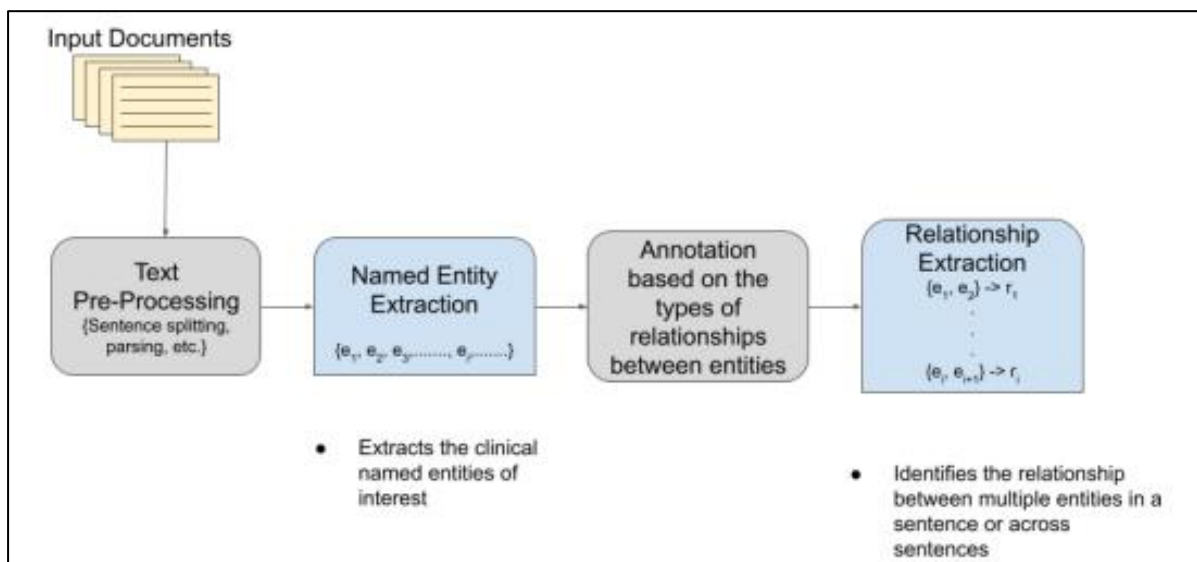 Input Documents
Text
Pre-Processing
{Sentence splitting,
parsing, etc.}
Named Entity
Extraction
{e₁, e₂, e₃,........, eᵢ,.......}
Annotation
based on the
types of
relationships
between entities
Relationship
Extraction
{e₁, e₂} -> r₁
.
.
.
{eᵢ, eᵢ₊₁} -> rᵢ
● Extracts the clinical
named entities of
interest
● Identifies the relationship
between multiple entities in a
sentence or across
sentences